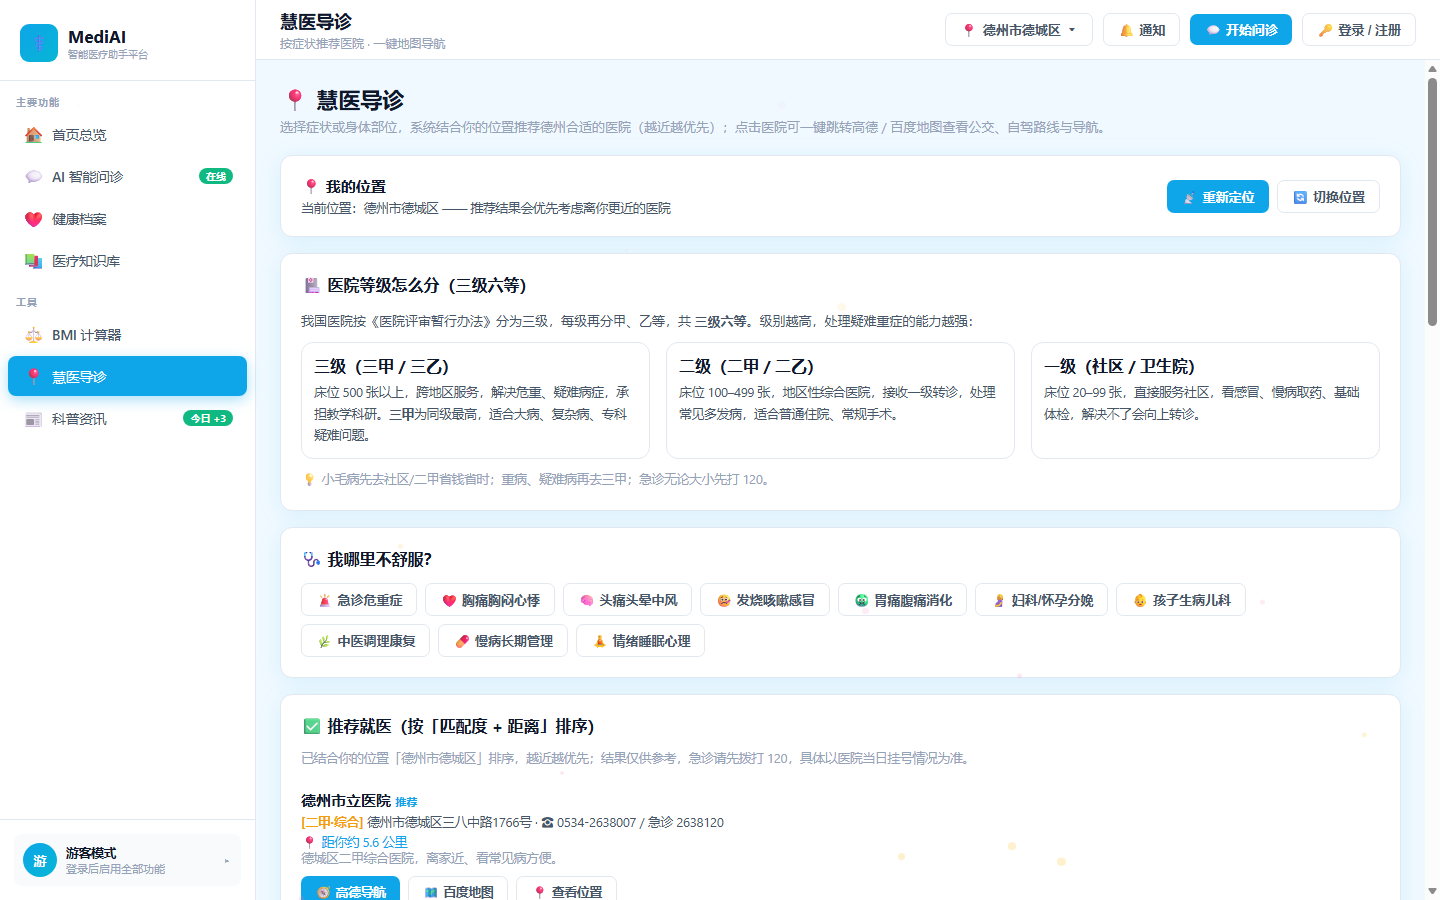 MediAI
智能医疗助手平台
主要功能
首页总览
AI 智能问诊 在线
健康档案
医疗知识库
工具
BMI 计算器
慧医导诊
科普资讯 今日 +3
游 游客模式
登录后启用全部功能
慧医导诊
按症状推荐医院 · 一键地图导航
德州市德城区 通知 开始问诊 登录 / 注册
慧医导诊
选择症状或身体部位，系统结合你的位置推荐德州合适的医院（越近越优先）；点击医院可一键跳转高德 / 百度地图查看公交、自驾路线与导航。
我的位置
当前位置：德州市德城区 —— 推荐结果会优先考虑离你更近的医院
重新定位 切换位置
医院等级怎么分（三级六等）
我国医院按《医院评审暂行办法》分为三级，每级再分甲、乙等，共 三级六等。级别越高，处理疑难重症的能力越强：
三级（三甲 / 三乙）
床位 500 张以上，跨地区服务，解决危重、疑难病症，承
担教学科研。三甲为同级最高，适合大病、复杂病、专科
疑难问题。
二级（二甲 / 二乙）
床位 100–499 张，地区性综合医院，接收一级转诊，处理
常见多发病，适合普通住院、常规手术。
一级（社区 / 卫生院）
床位 20–99 张，直接服务社区，看感冒、慢病取药、基础
体检，解决不了会向上转诊。
小毛病先去社区/二甲省钱省时；重病、疑难病再去三甲；急诊无论大小先打 120。
我哪里不舒服？
急诊危重症 胸痛胸闷心悸 头痛头晕中风 发烧咳嗽感冒 胃痛腹痛消化 妇科/怀孕分娩 孩子生病儿科
中医调理康复 慢病长期管理 情绪睡眠心理
推荐就医（按「匹配度 + 距离」排序）
已结合你的位置「德州市德城区」排序，越近越优先；结果仅供参考，急诊请先拨打 120，具体以医院当日挂号情况为准。
德州市立医院 推荐
[二甲·综合] 德州市德城区三八中路1766号 · ☎ 0534-2638007 / 急诊 2638120
距你约 5.6 公里
德城区二甲综合医院，离家近、看常见病方便。
高德导航 百度地图 查看位置